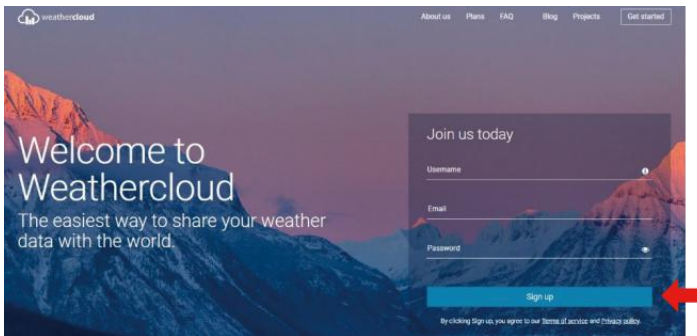 weathercloud
About us Plans FAQ Blog Projects Get started
Welcome to
Weathercloud
The easiest way to share your weather
data with the world.
Join us today
Username
Email
Password
Sign up
By clicking Sign up, you agree to our Terms of service and Privacy policy.